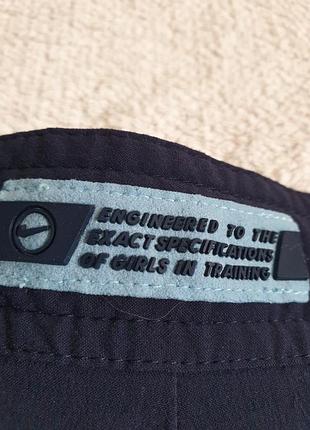 ENGINEERED TO THE
EXACT SPECIFICATIONS
OF GIRLS IN TRAINING